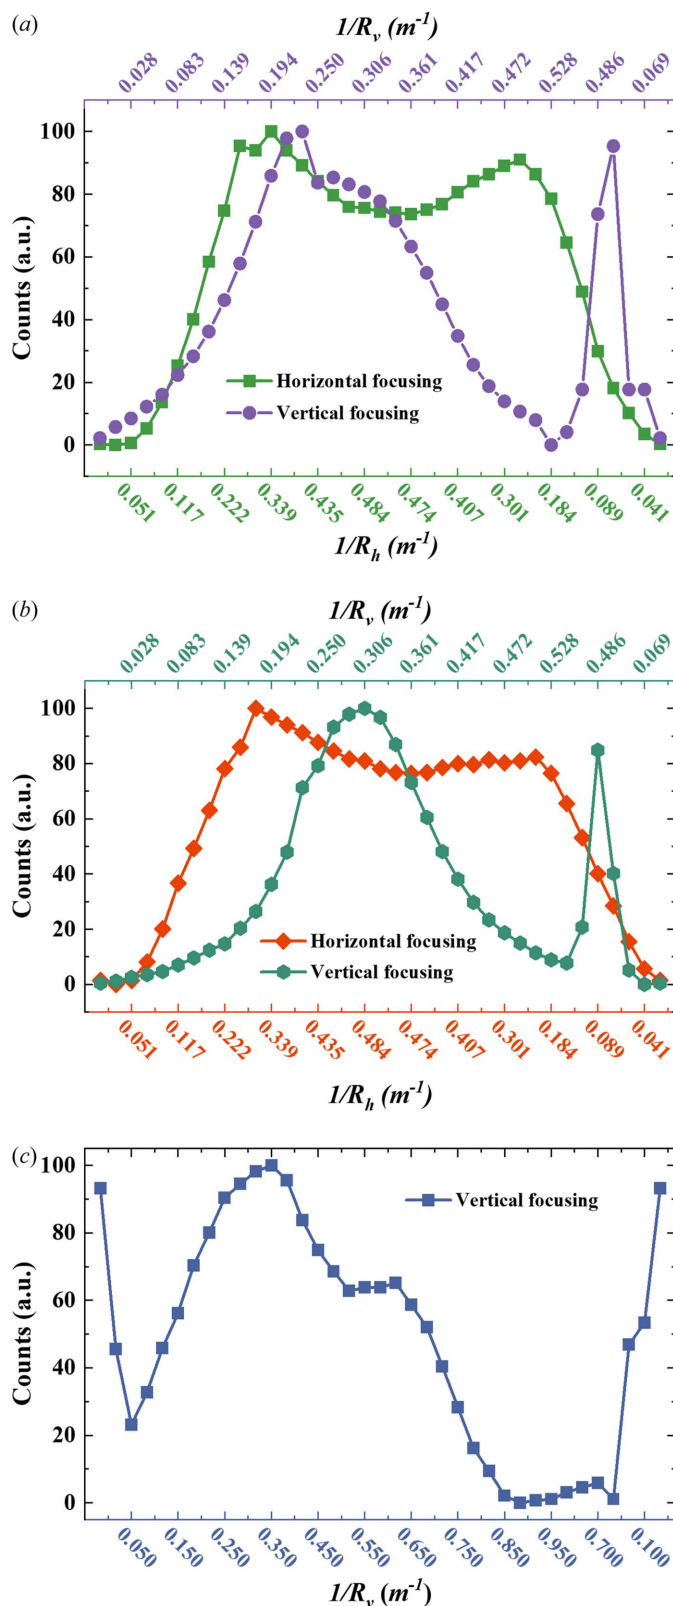 (a)
1/Rv (m-1)
0.028 0.083 0.139 0.194 0.250 0.306 0.361 0.417 0.472 0.528 0.486 0.069
100
80
60
40
20
0
Counts (a.u.)
Horizontal focusing
Vertical focusing
0.051 0.117 0.222 0.339 0.435 0.484 0.474 0.407 0.301 0.184 0.089 0.041
1/Rh (m-1)
(b)
1/Rv (m-1)
0.028 0.083 0.139 0.194 0.250 0.306 0.361 0.417 0.472 0.528 0.486 0.069
100
80
60
40
20
0
Counts (a.u.)
Horizontal focusing
Vertical focusing
0.051 0.117 0.222 0.339 0.435 0.484 0.474 0.407 0.301 0.184 0.089 0.041
1/Rh (m-1)
(c)
100
80
60
40
20
0
Counts (a.u.)
Vertical focusing
0.050 0.150 0.250 0.350 0.450 0.550 0.650 0.750 0.850 0.950 0.700 0.100
1/Rv (m-1)